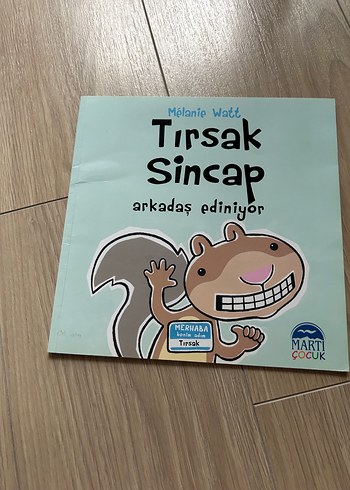 Mélanie Watt
Tırsak
Sincap
arkadaş ediniyor
MERHABA
benim adım
Tırsak
MARTI
ÇOCUK